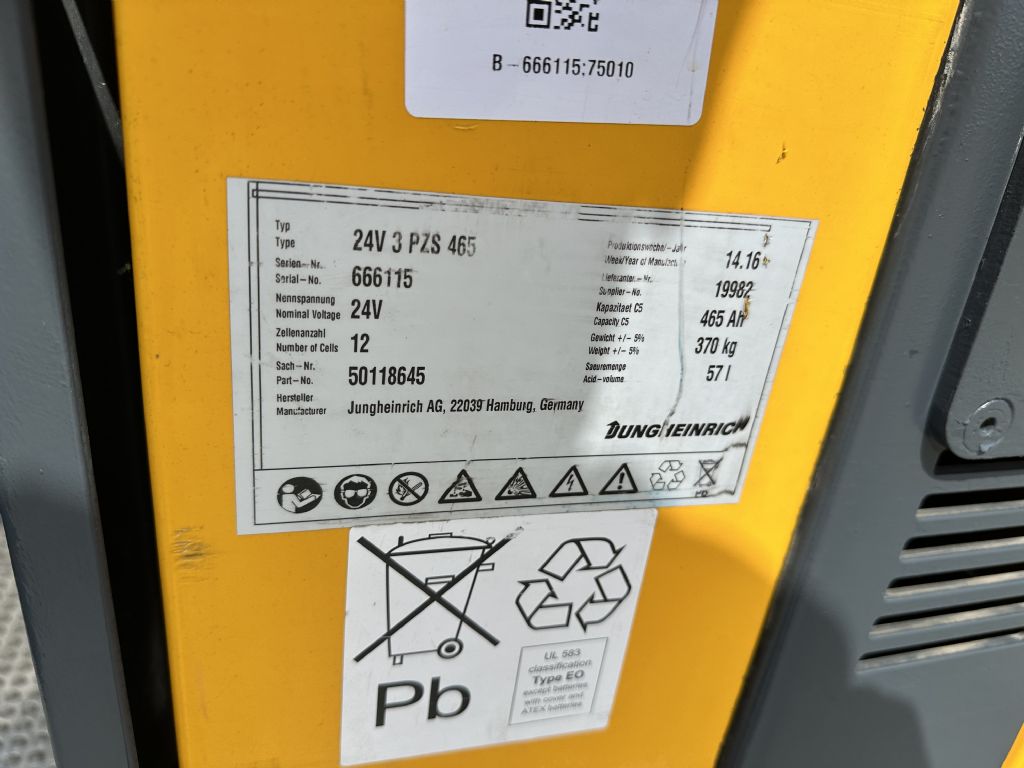 B-666115:75010
Typ
Type
24V 3 PZS 465
Produktionswoche/-Jahr
Week/Year of Manufact.
14.16
Serien-Nr.
Serial-No.
666115
Lieferanten-Nr.
Supplier-No.
19982
Nennspannung
Nominal Voltage
24V
Kapazitaet C5
Capacity C5
465 Ah
Zellenanzahl
Number of Cells
12
Gewicht +/- 5%
Weight +/- 5%
370 kg
Sach-Nr.
Part-No.
50118645
Saeuremenge
Acid-volume
57 l
Hersteller
Manufacturer
Jungheinrich AG, 22039 Hamburg, Germany
JUNGHEINRICH
Pb
Pb
UL 583
classification
Type EO
except batteries
with cover and
ATEX batteries